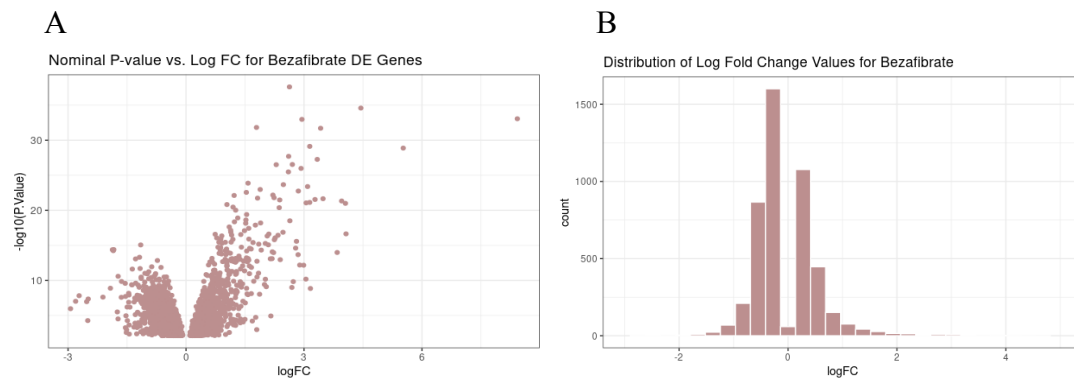 A
Nominal P-value vs. Log FC for Bezafibrate DE Genes
-log10(P.Value)
30
20
10
-3
0
3
6
logFC
B
Distribution of Log Fold Change Values for Bezafibrate
count
1500
1000
500
0
-2
0
2
4
logFC